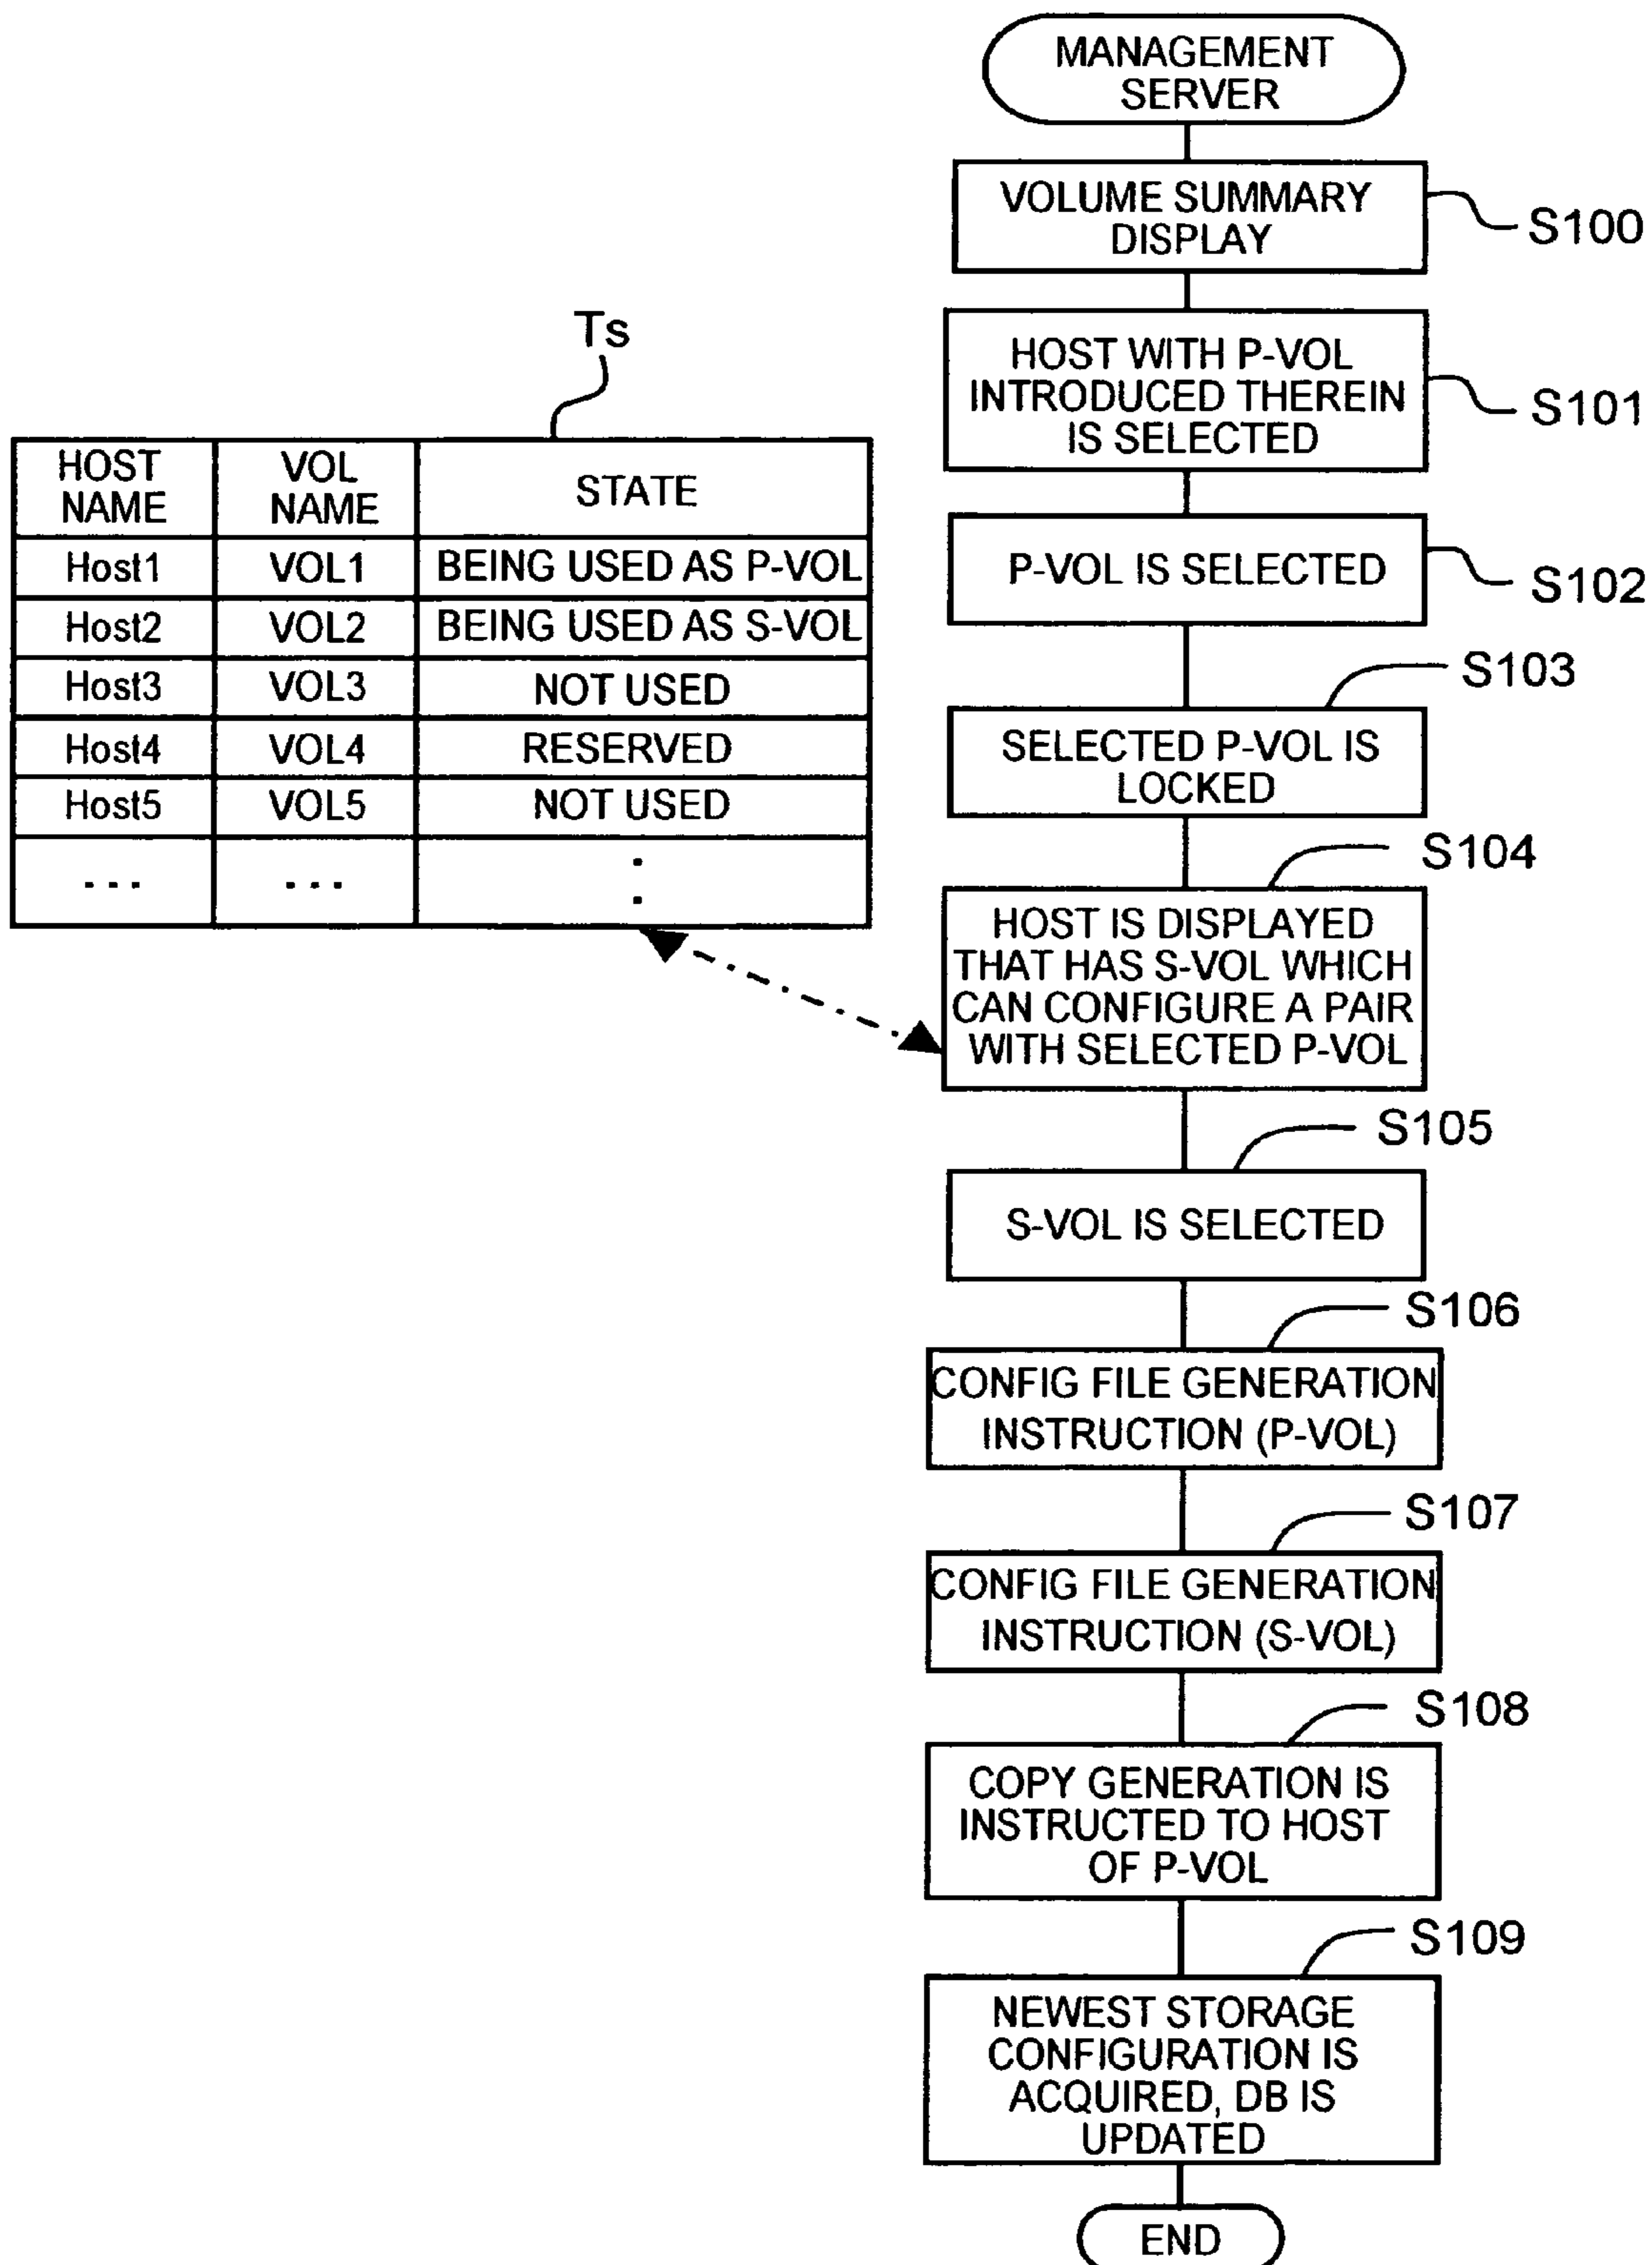 MANAGEMENT
SERVER
VOLUME SUMMARY
DISPLAY
S100
HOST WITH P-VOL
INTRODUCED THEREIN
IS SELECTED
S101
P-VOL IS SELECTED
S102
S103
SELECTED P-VOL IS
LOCKED
S104
HOST IS DISPLAYED
THAT HAS S-VOL WHICH
CAN CONFIGURE A PAIR
WITH SELECTED P-VOL
S105
S-VOL IS SELECTED
S106
CONFIG FILE GENERATION
INSTRUCTION (P-VOL)
S107
CONFIG FILE GENERATION
INSTRUCTION (S-VOL)
S108
COPY GENERATION IS
INSTRUCTED TO HOST
OF P-VOL
S109
NEWEST STORAGE
CONFIGURATION IS
ACQUIRED, DB IS
UPDATED
END
Ts
HOST NAME VOL NAME STATE
Host1 VOL1 BEING USED AS P-VOL
Host2 VOL2 BEING USED AS S-VOL
Host3 VOL3 NOT USED
Host4 VOL4 RESERVED
Host5 VOL5 NOT USED
... ... :